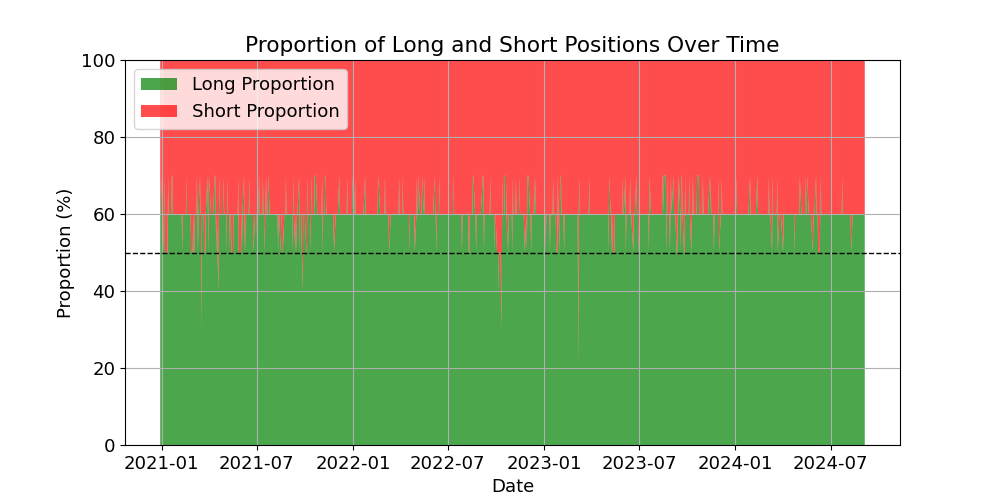 Proportion of Long and Short Positions Over Time
100
80
60
40
20
0
Proportion (%)
Long Proportion
Short Proportion
2021-01 2021-07 2022-01 2022-07 2023-01 2023-07 2024-01 2024-07
Date